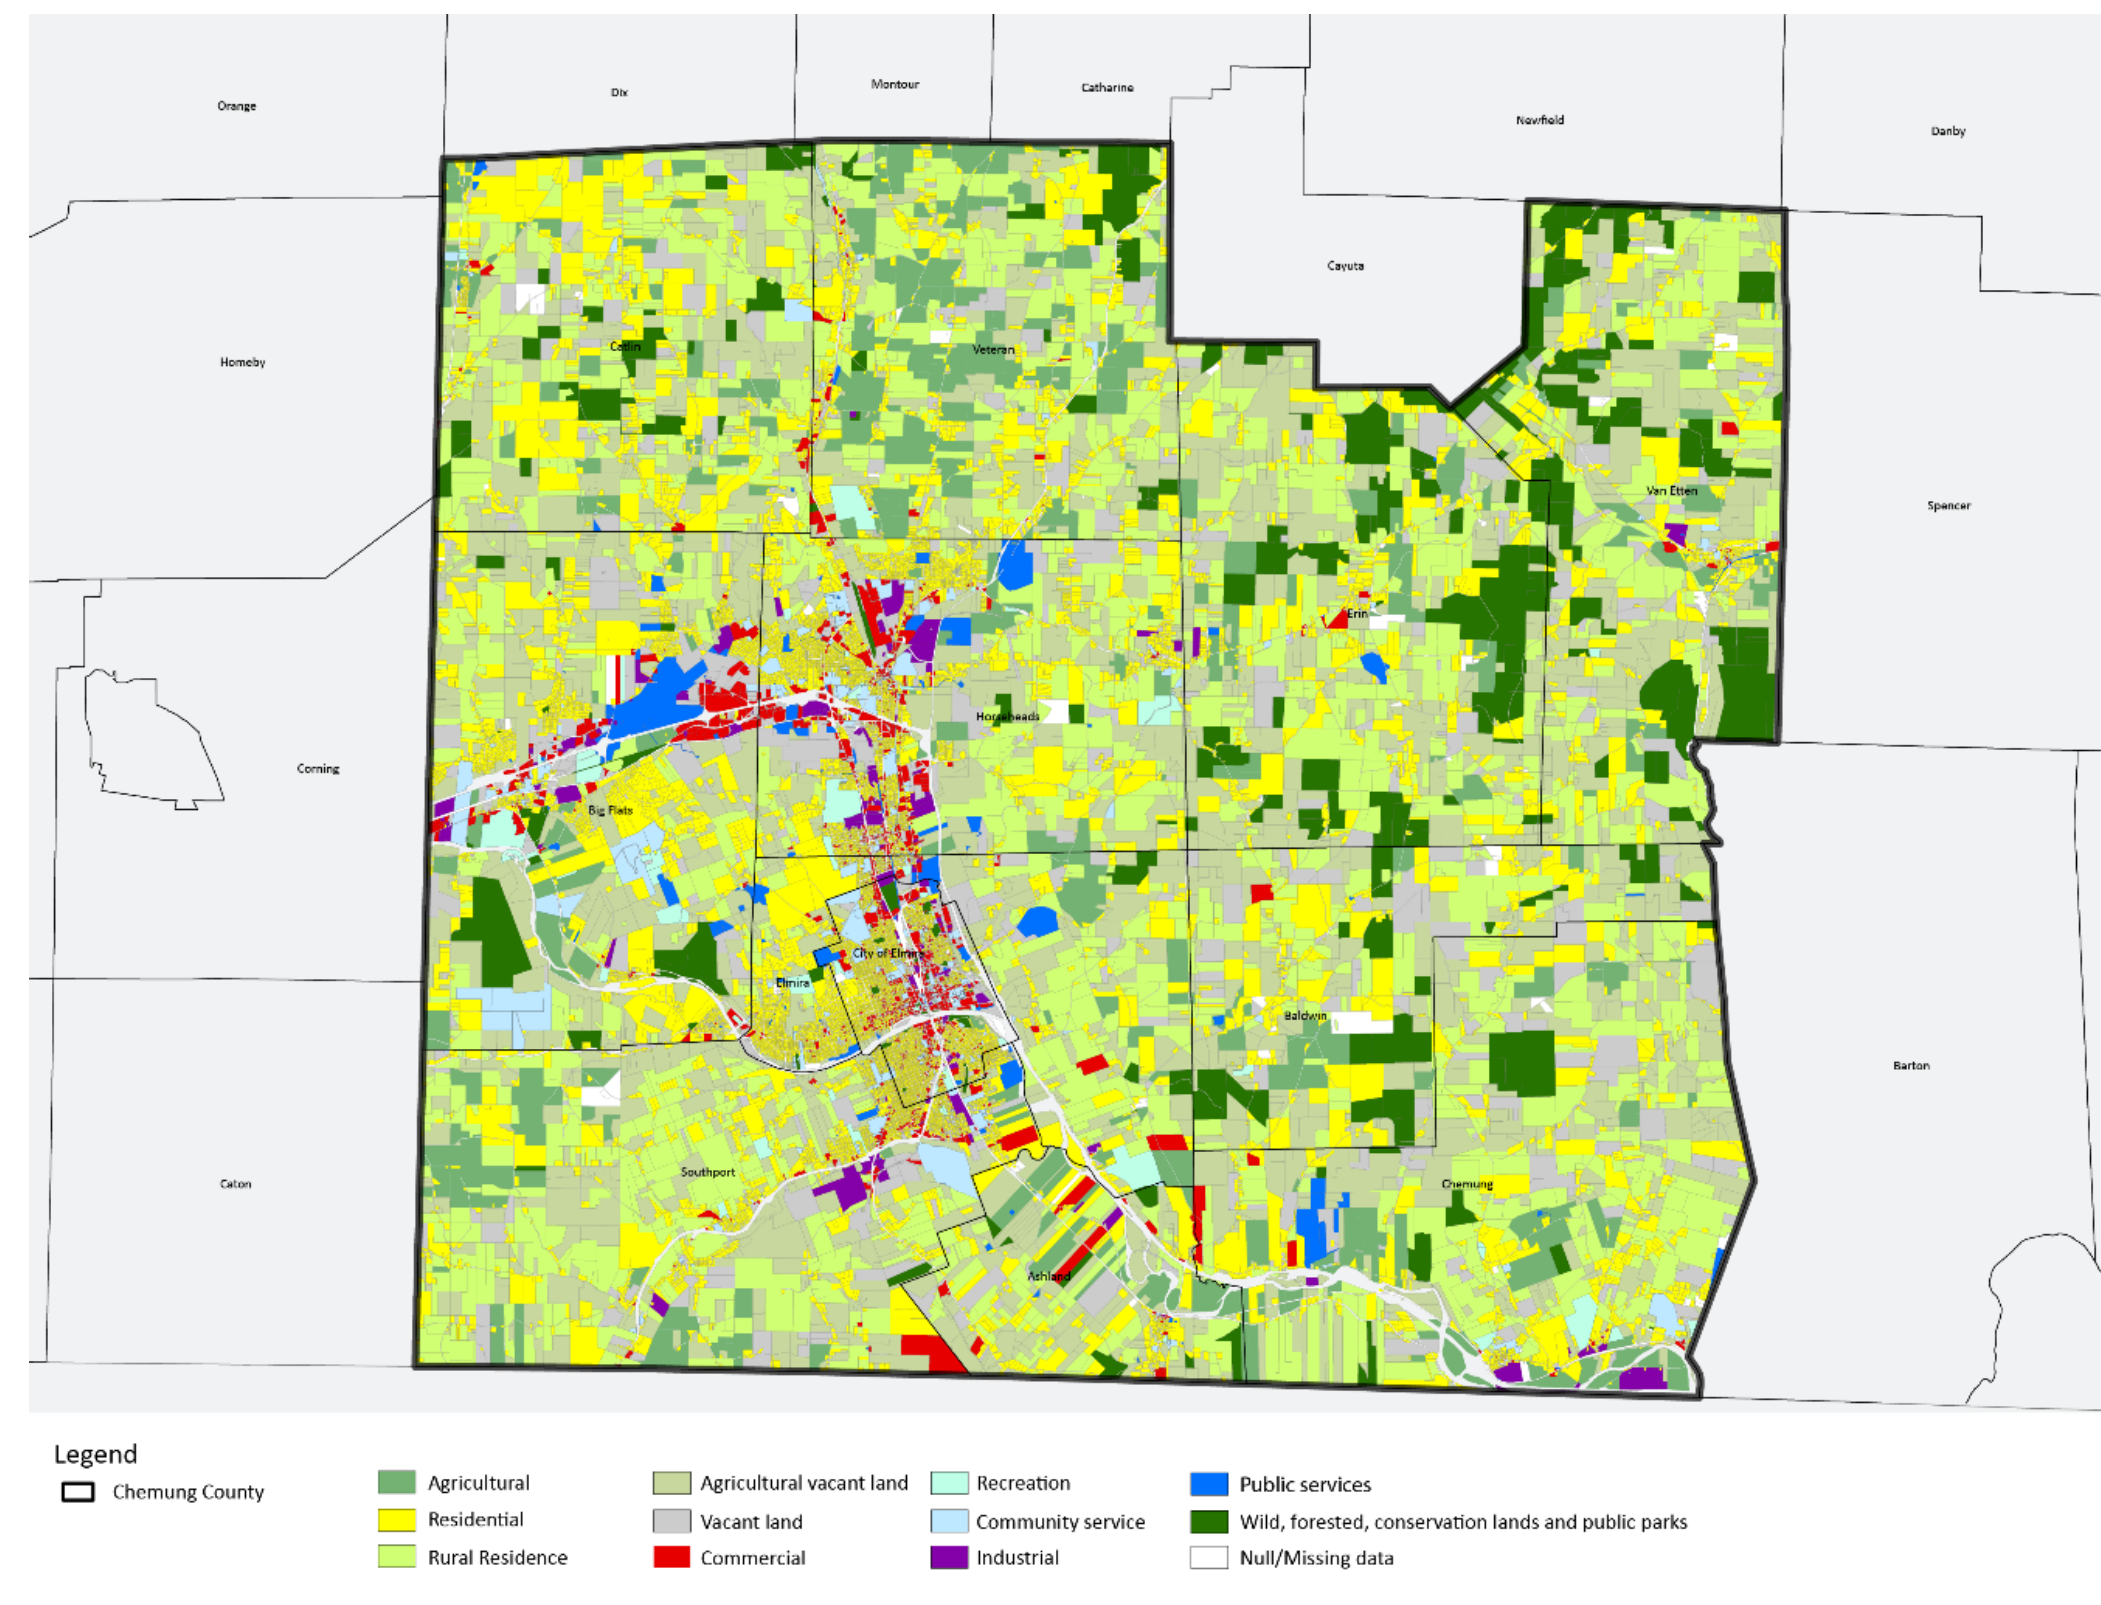 Montour
Catharine
Dix
Orange
Newfield
Danby
Cayuta
Catlin
Veteran
Horneby
Van Etten
Spencer
Erin
Horseheads
Corning
Big Flats
City of Elmira
Elmira
Baldwin
Barton
Southport
Caton
Chemung
Ashland
Legend
Chemung County
Agricultural
Agricultural vacant land
Recreation
Public services
Residential
Vacant land
Community service
Wild, forested, conservation lands and public parks
Rural Residence
Commercial
Industrial
Null/Missing data